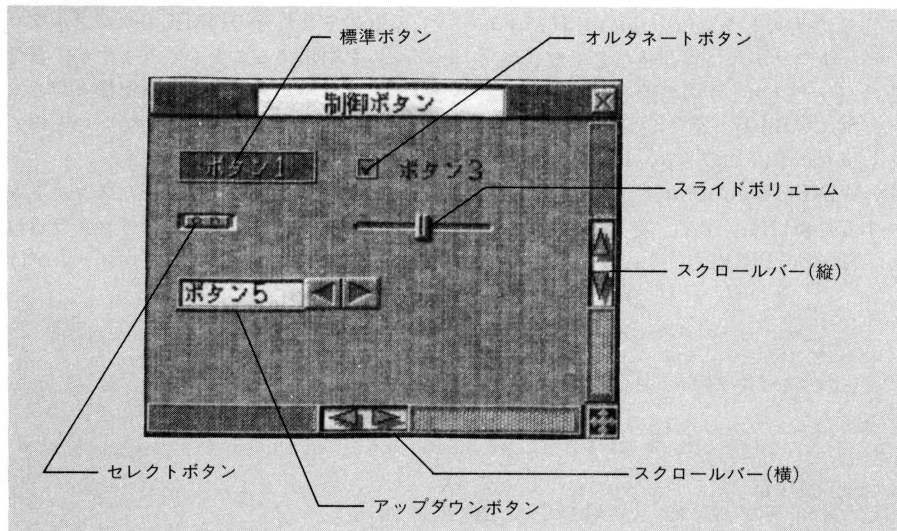 標準ボタン
オルタネートボタン
制御ボタン
ボタン1
ボタン3
スライドボリューム
スクロールバー(縦)
ボタン5
セレクトボタン
スクロールバー(横)
アップダウンボタン